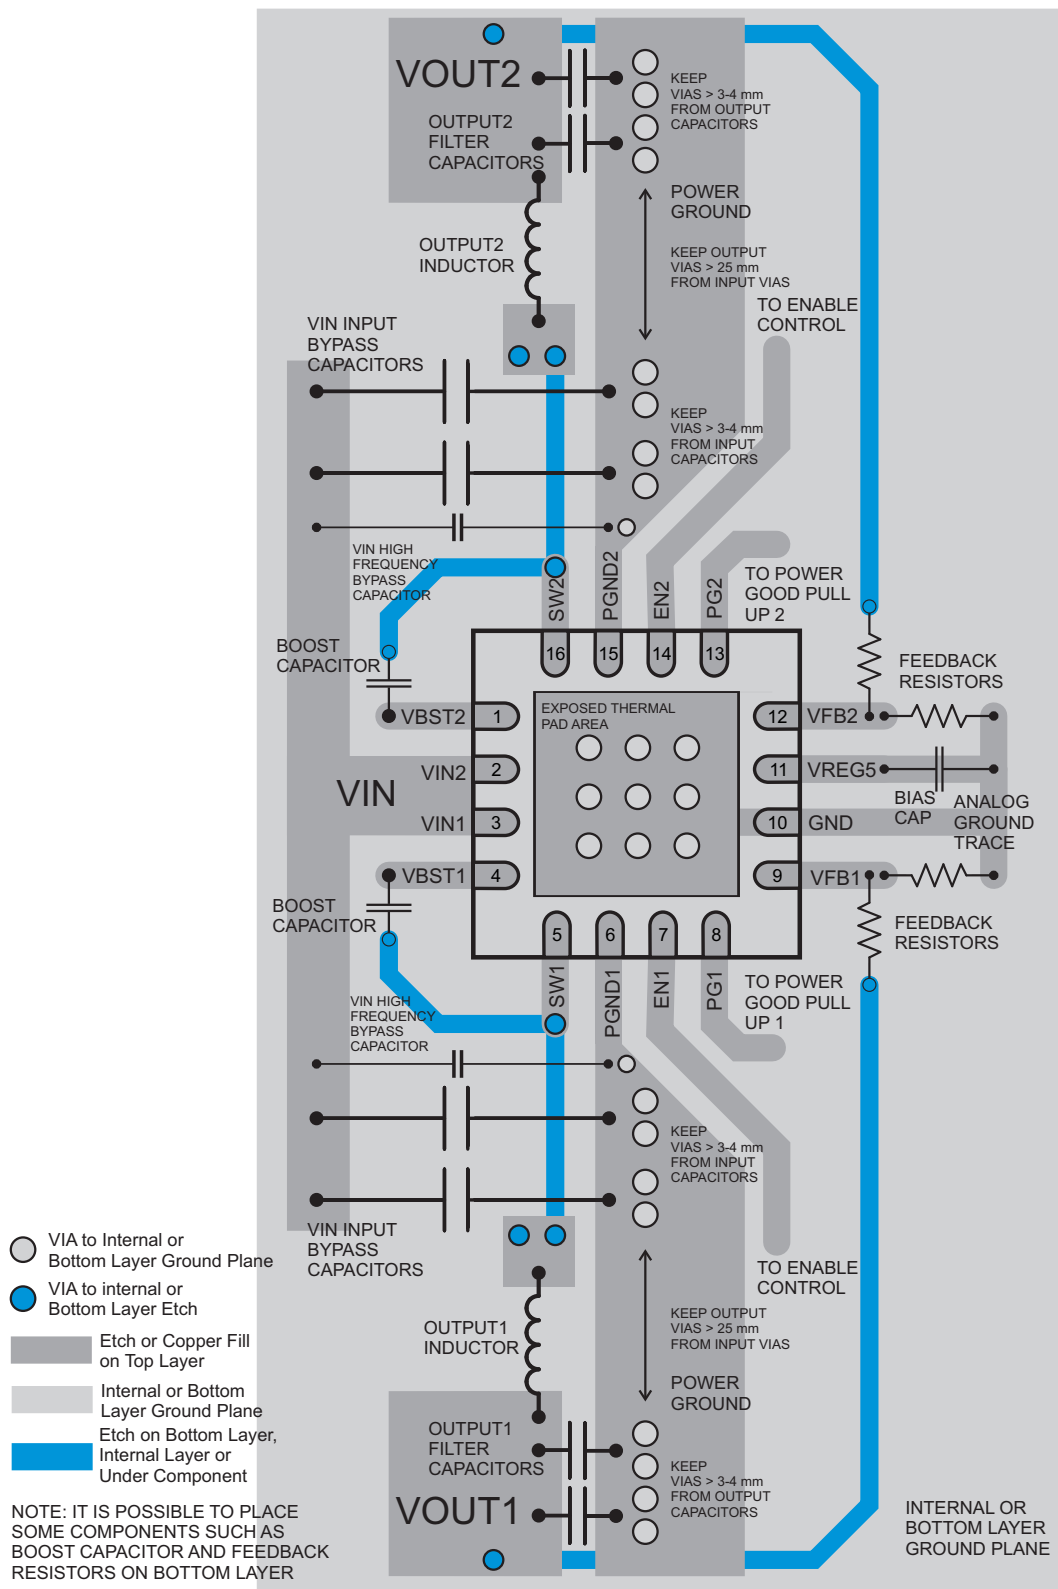 VOUT2
KEEP
VIAS > 3-4 mm
FROM OUTPUT
CAPACITORS
OUTPUT2
FILTER
CAPACITORS
POWER
GROUND
OUTPUT2
INDUCTOR
KEEP OUTPUT
VIAS > 25 mm
FROM INPUT VIAS
TO ENABLE
CONTROL
VIN INPUT
BYPASS
CAPACITORS
KEEP
VIAS > 3-4 mm
FROM INPUT
CAPACITORS
VIN HIGH
FREQUENCY
BYPASS
CAPACITOR
SW2
PGND2
EN2
PG2
TO POWER
GOOD PULL
UP 2
BOOST
CAPACITOR
16
15
14
13
FEEDBACK
RESISTORS
VBST2
1
EXPOSED THERMAL
PAD AREA
12
VFB2
VIN2
2
11
VREG5
VIN
BIAS
CAP
ANALOG
GROUND
TRACE
VIN1
3
10
GND
VBST1
4
9
VFB1
BOOST
CAPACITOR
5
6
7
8
FEEDBACK
RESISTORS
SW1
PGND1
EN1
PG1
TO POWER
GOOD PULL
UP 1
VIN HIGH
FREQUENCY
BYPASS
CAPACITOR
KEEP
VIAS > 3-4 mm
FROM INPUT
CAPACITORS
VIN INPUT
BYPASS
CAPACITORS
TO ENABLE
CONTROL
OUTPUT1
INDUCTOR
KEEP OUTPUT
VIAS > 25 mm
FROM INPUT VIAS
POWER
GROUND
OUTPUT1
FILTER
CAPACITORS
KEEP
VIAS > 3-4 mm
FROM OUTPUT
CAPACITORS
VOUT1
INTERNAL OR
BOTTOM LAYER
GROUND PLANE
VIA to Internal or
Bottom Layer Ground Plane
VIA to internal or
Bottom Layer Etch
Etch or Copper Fill
on Top Layer
Internal or Bottom
Layer Ground Plane
Etch on Bottom Layer,
Internal Layer or
Under Component
NOTE: IT IS POSSIBLE TO PLACE
SOME COMPONENTS SUCH AS
BOOST CAPACITOR AND FEEDBACK
RESISTORS ON BOTTOM LAYER